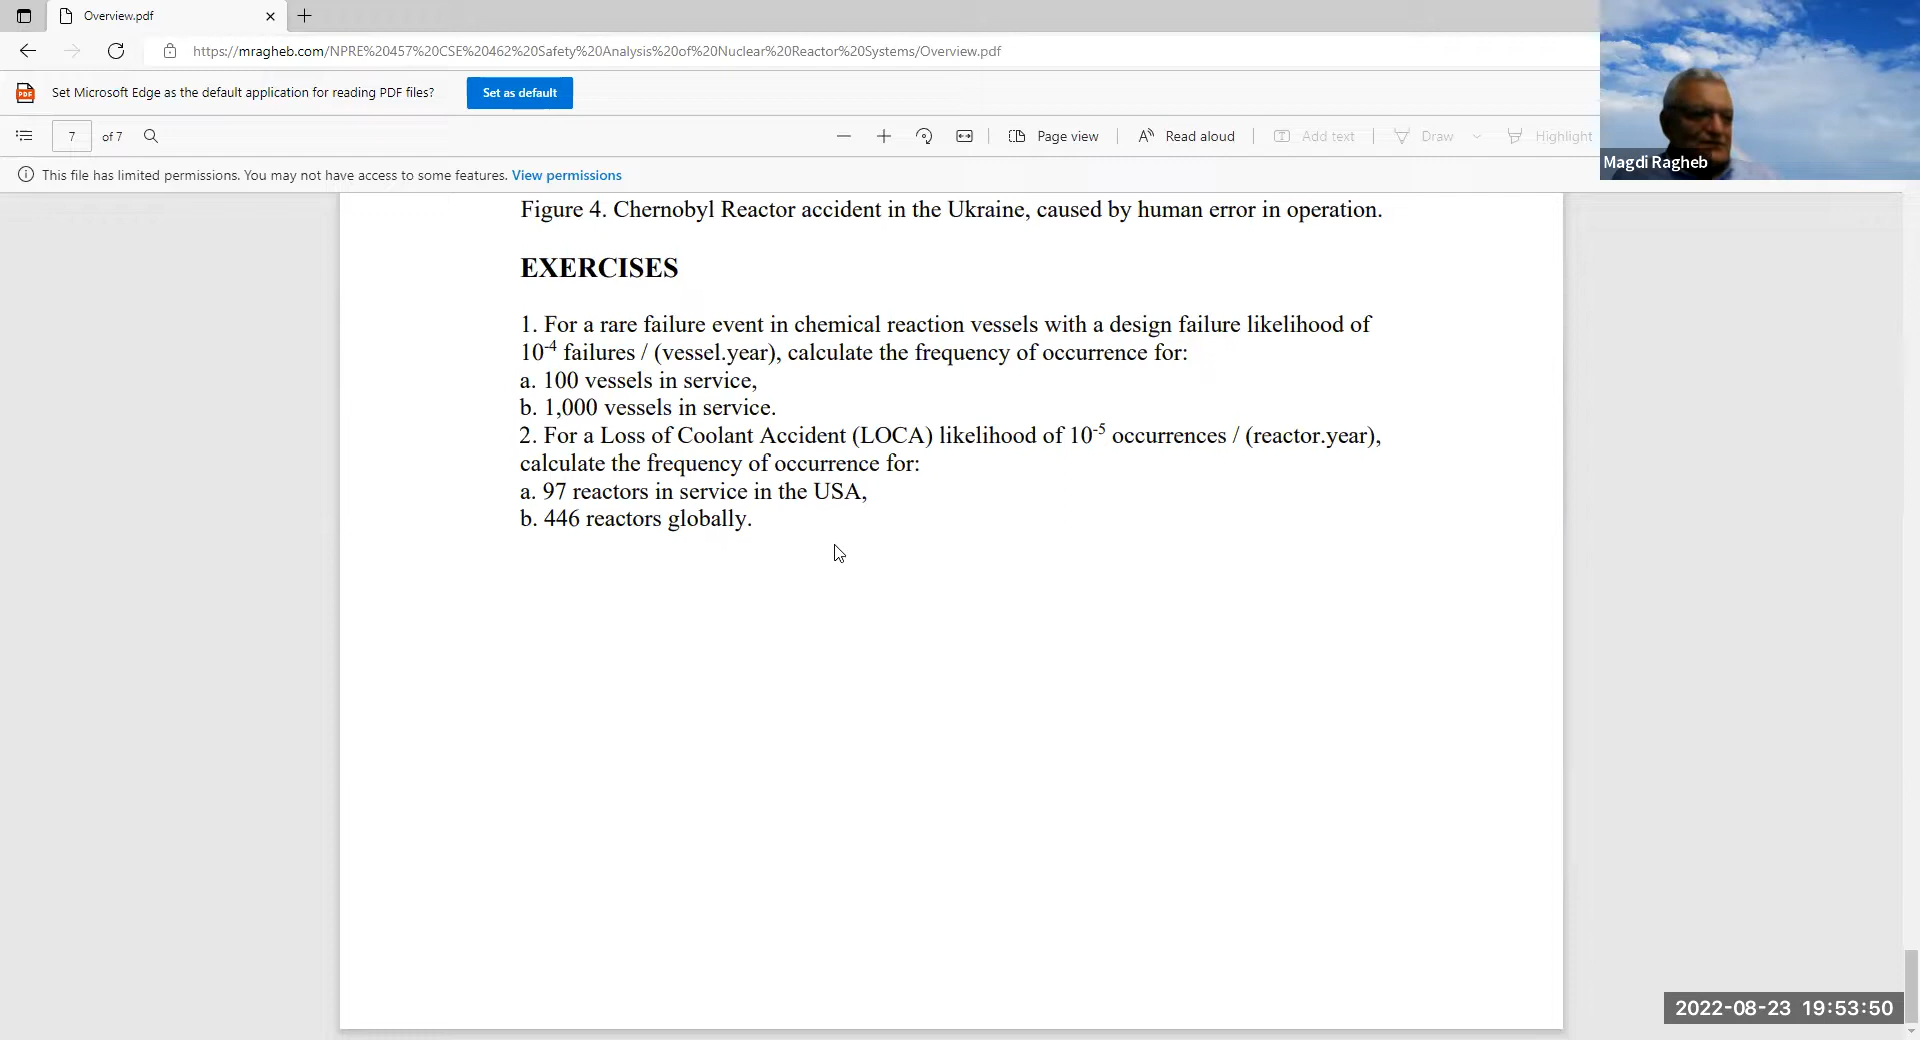 Overview.pdf
https://mragheb.com/NPRE%20457%20CSE%20462%20Safety%20Analysis%20of%20Nuclear%20Reactor%20Systems/Overview.pdf
Set Microsoft Edge as the default application for reading PDF files?
Set as default
7 of 7
Page view
Read aloud
Add text
Draw
Highlight
Magdi Ragheb
This file has limited permissions. You may not have access to some features. View permissions
Figure 4. Chernobyl Reactor accident in the Ukraine, caused by human error in operation.
EXERCISES
1. For a rare failure event in chemical reaction vessels with a design failure likelihood of
10⁻⁴ failures / (vessel.year), calculate the frequency of occurrence for:
a. 100 vessels in service,
b. 1,000 vessels in service.
2. For a Loss of Coolant Accident (LOCA) likelihood of 10⁻⁵ occurrences / (reactor.year),
calculate the frequency of occurrence for:
a. 97 reactors in service in the USA,
b. 446 reactors globally.
2022-08-23 19:53:50